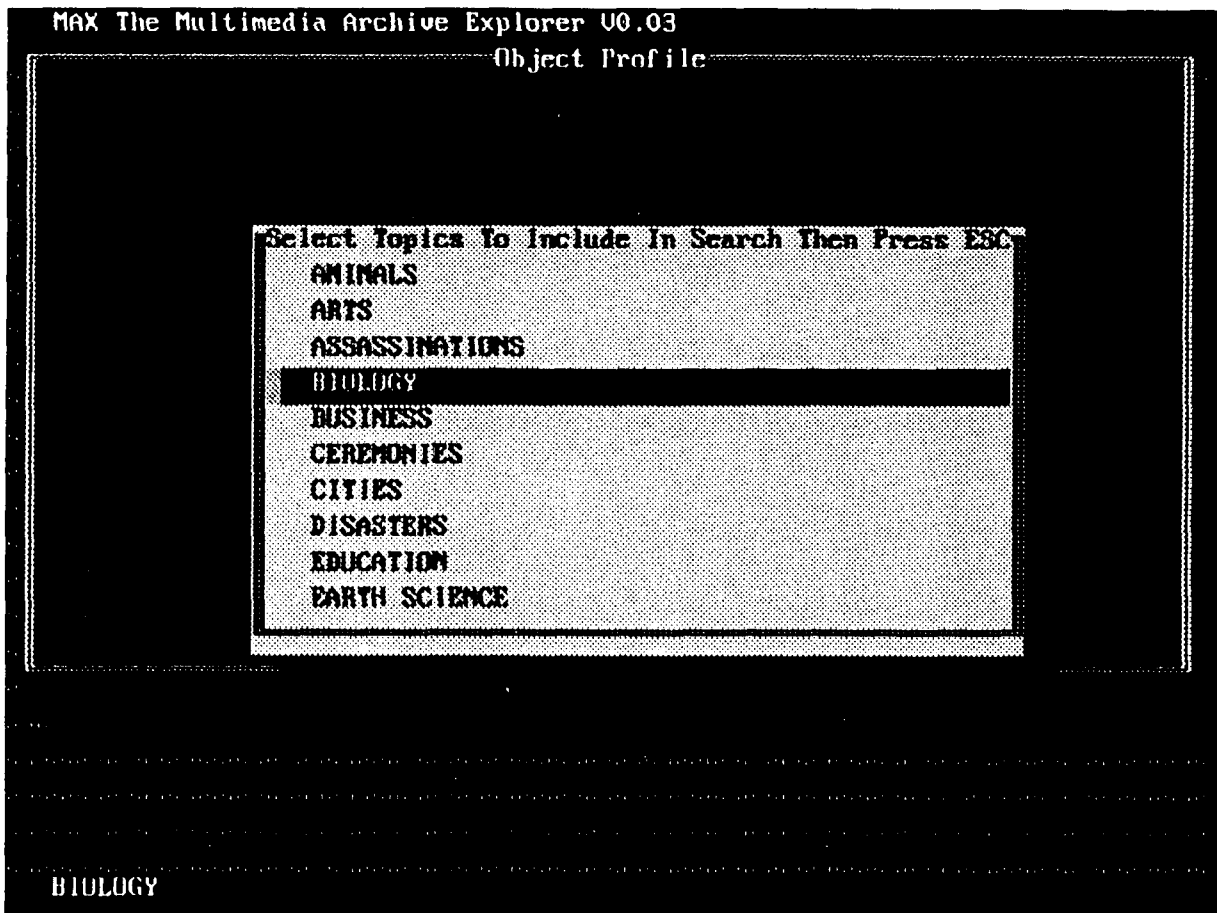 MAX The Multimedia Archive Explorer V0.03
Object Profile
Select Topics To Include In Search Then Press ESC
ANIMALS
ARTS
ASSASSINATIONS
BIOLOGY
BUSINESS
CEREMONIES
CITIES
DISASTERS
EDUCATION
EARTH SCIENCE
BIOLOGY